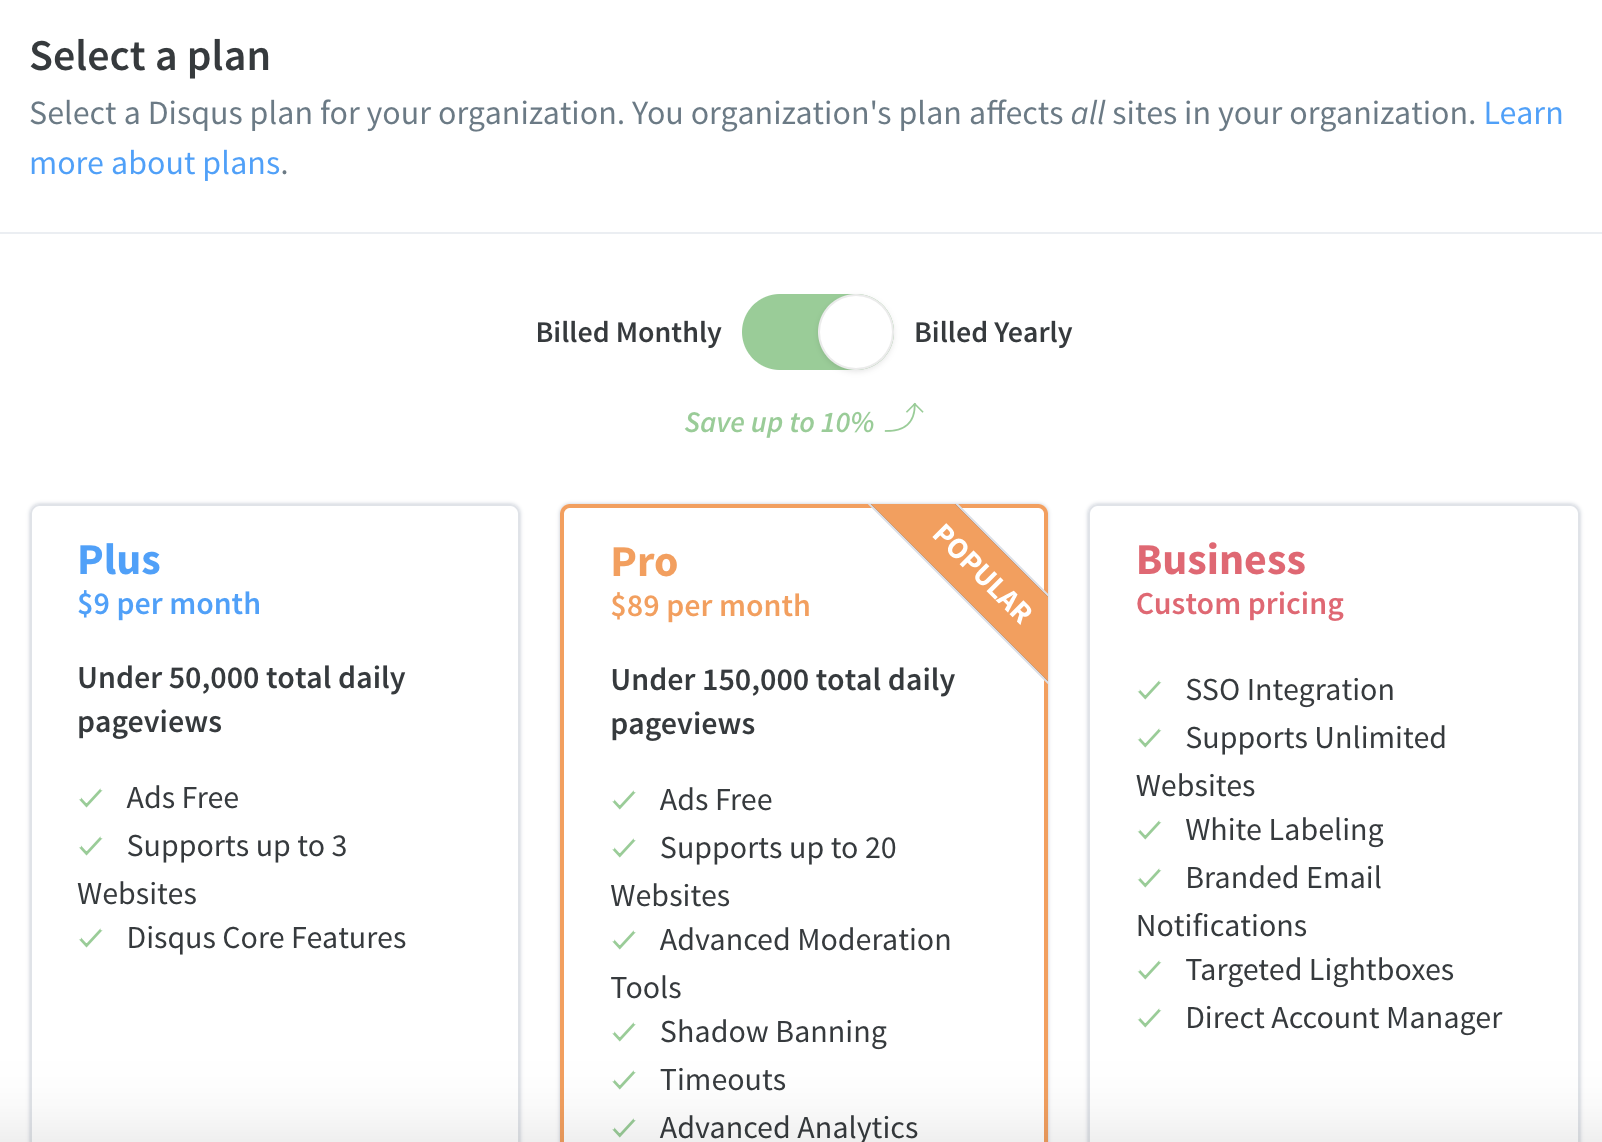 Select a plan
Select a Disqus plan for your organization. You organization's plan affects all sites in your organization. Learn
more about plans.
Billed Monthly
Billed Yearly
Save up to 10%
Plus
$9 per month
Under 50,000 total daily
pageviews
Ads Free
Supports up to 3
Websites
Disqus Core Features
POPULAR
Pro
$89 per month
Under 150,000 total daily
pageviews
Ads Free
Supports up to 20
Websites
Advanced Moderation
Tools
Shadow Banning
Timeouts
Advanced Analytics
Business
Custom pricing
SSO Integration
Supports Unlimited
Websites
White Labeling
Branded Email
Notifications
Targeted Lightboxes
Direct Account Manager